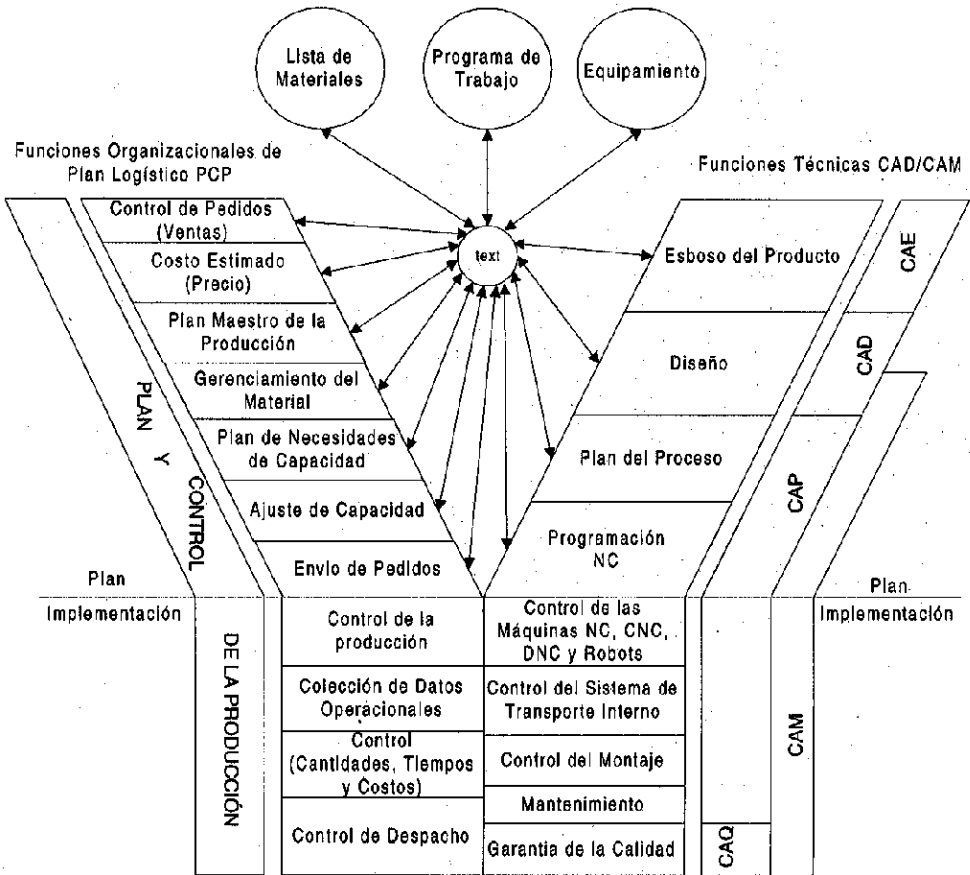 Lista de
Materiales
Programa de
Trabajo
Equipamiento
Funciones Organizacionales de
Plan Logístico PCP
Funciones Técnicas CAD/CAM
text
Control de Pedidos
(Ventas)
Costo Estimado
(Precio)
Plan Maestro de la
Producción
Gerenciamiento del
Material
Plan de Necesidades
de Capacidad
Ajuste de Capacidad
Envio de Pedidos
PLAN
Y
CONTROL
DE LA PRODUCCIÓN
Esboso del Producto
Diseño
Plan del Proceso
Programación
NC
CAE
CAD
CAP
CAM
CAQ
Plan
Implementación
Plan
Implementación
Control de la
producción
Colección de Datos
Operacionales
Control
(Cantidades, Tiempos
y Costos)
Control de Despacho
Control de las
Máquinas NC, CNC,
DNC y Robots
Control del Sistema de
Transporte Interno
Control del Montaje
Mantenimiento
Garantia de la Calidad